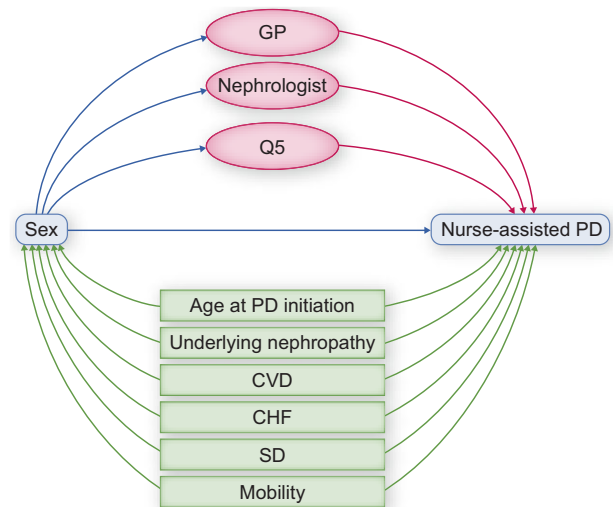 GP
Nephrologist
Q5
Sex
Nurse-assisted PD
Age at PD initiation
Underlying nephropathy
CVD
CHF
SD
Mobility